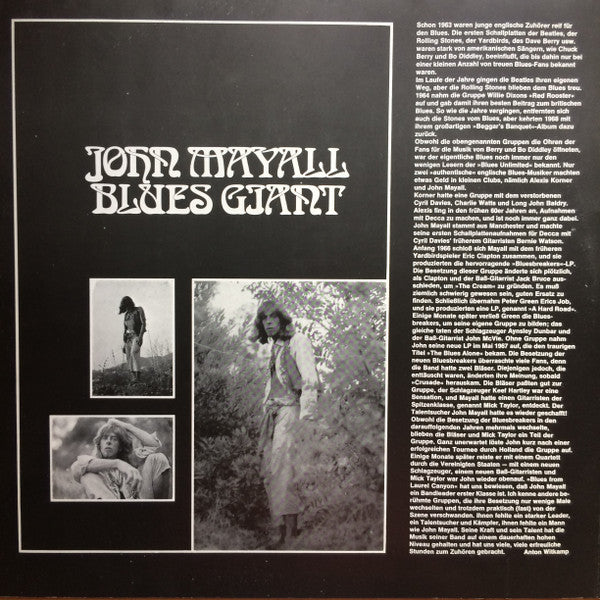 JOHN MAYALL
BLUES GIANT
Schon 1963 waren junge englische Zuhörer reif für
den Blues. Die ersten Schallplatten der Beatles, der
Rolling Stones, der Yardbirds, des Dave Berry usw.
waren stark von amerikanischen Sängern, wie Chuck
Berry und Bo Diddley, beeinflußt, die bis dahin nur bei
einer kleinen Anzahl von treuen Blues-Fans bekannt
waren.
Im Laufe der Jahre gingen die Beatles ihren eigenen
Weg, aber die Rolling Stones blieben dem Blues treu.
1964 nahm die Gruppe Willie Dixons »Red Rooster«
auf und gab damit ihren besten Beitrag zum britischen
Blues. So wie die Jahre vergingen, entfernten sich
auch die Stones vom Blues, aber kehrten 1968 mit
ihrem großartigen »Beggar's Banquet«-Album dazu
zurück.
Obwohl die obengenannten Gruppen die Ohren der
Fans für die Musik von Berry und Bo Diddley öffneten,
war der eigentliche Blues noch immer nur den
wenigen Lesern der »Blues Unlimited« bekannt. Nur
zwei »authentische« englische Blues-Musiker machten
etwas Geld in kleinen Clubs, nämlich Alexis Korner
und John Mayall.
Korner hatte eine Gruppe mit dem verstorbenen
Cyril Davies, Charlie Watts und Long John Baldry.
Alexis fing in den frühen 60er Jahren an, Aufnahmen
mit Decca zu machen, und ist noch immer ganz dabei.
John Mayall stammt aus Manchester und machte
seine ersten Schallplattenaufnahmen für Decca mit
Cyril Davies' früherem Gitarristen Bernie Watson.
Anfang 1966 schloß sich Mayall mit dem früheren
Yardbirdspieler Eric Clapton zusammen, und sie
produzierten die hervorragende »Bluesbreakers«-LP.
Die Besetzung dieser Gruppe änderte sich plötzlich,
als Clapton und der Baß-Gitarrist Jack Bruce aus-
schieden, um »The Cream« zu gründen. Es muß
ziemlich schwierig gewesen sein, guten Ersatz zu
finden. Schließlich übernahm Peter Green Erics Job,
und sie produzierten eine LP, genannt »A Hard Road«.
Einige Monate später verließ Green die Blues-
breakers, um seine eigene Gruppe zu bilden; das
gleiche taten der Schlagzeuger Aynsley Dunbar und
der Baß-Gitarrist John McVie. Ohne Gruppe nahm
John seine neue LP im Mai 1967 auf, die den traurigen
Titel »The Blues Alone« bekam. Die Besetzung der
neuen Bluesbreakers überraschte viele Fans, denn
die Band hatte zwei Bläser. Diejenigen jedoch, die
enttäuscht waren, änderten ihre Meinung, sobald
»Crusade« herauskam. Die Bläser paßten gut zur
Gruppe, der Schlagzeuger Keef Hartley war eine
Sensation, und Mayall hatte einen Gitarristen der
Spitzenklasse, genannt Mick Taylor, entdeckt. Der
Talentsucher John Mayall hatte es wieder geschafft!
Obwohl die Besetzung der Bluesbreakers in den
darauffolgenden Jahren mehrmals wechselte,
blieben die Bläser und Mick Taylor ein Teil der
Gruppe. Ganz unerwartet löste John kurz nach einer
erfolgreichen Tournee durch Holland die Gruppe auf.
Einige Monate später reiste er mit einem Quartett
durch die Vereinigten Staaten — mit einem neuen
Schlagzeuger, einem neuen Baß-Gitarristen und
Mick Taylor war John wieder obenauf. »Blues from
Laurel Canyon« hat uns bewiesen, daß John Mayall
ein Bandleader erster Klasse ist. Ich kenne andere be-
rühmte Gruppen, die ihre Besetzung nur wenige Male
wechselten und trotzdem praktisch (fast) von der
Szene verschwanden. Ihnen fehlte ein starker Leader,
ein Talentsucher und Kämpfer, ihnen fehlte ein Mann
wie John Mayall. Seine Kraft und sein Talent hat die
Musik seiner Band auf einem dauerhaften hohen
Niveau gehalten und hat uns viele, viele erfreuliche
Stunden zum Zuhören gebracht. Anton Witkamp